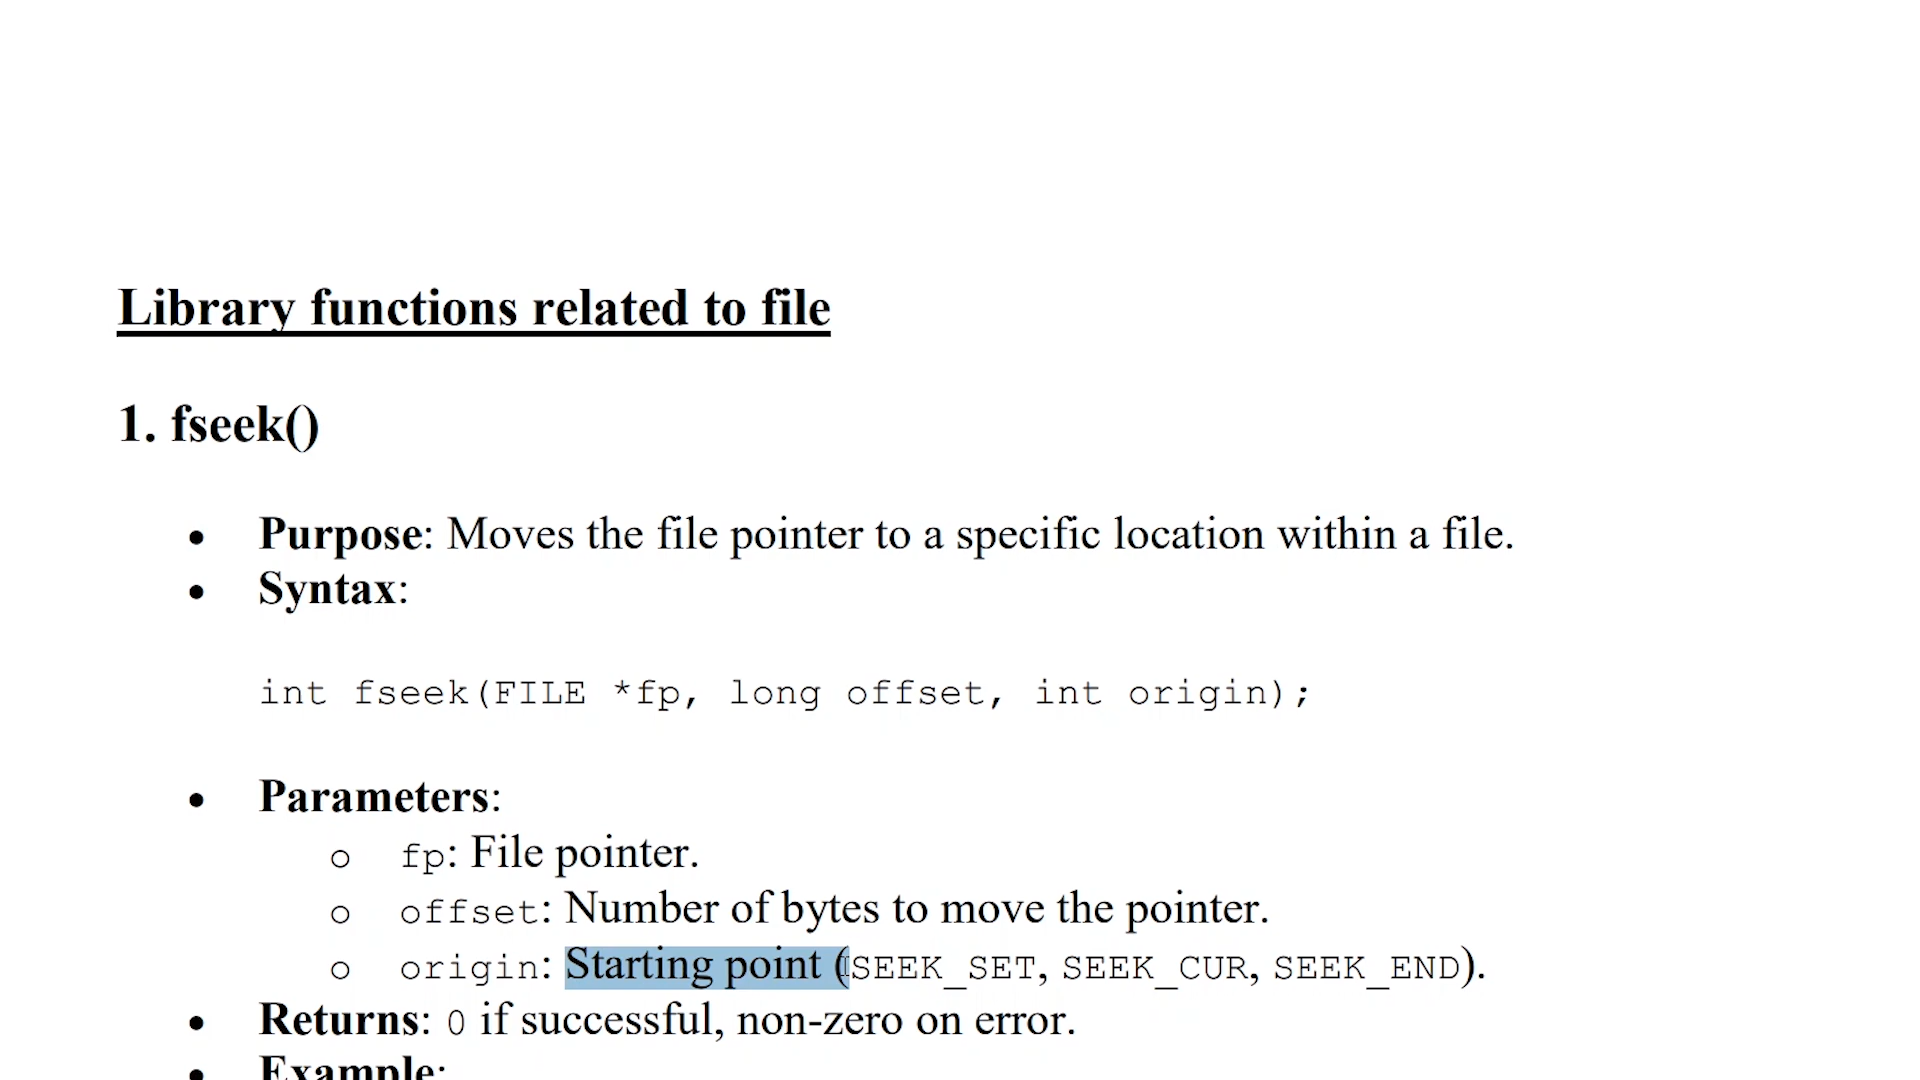 Library functions related to file
1. fseek()
• Purpose: Moves the file pointer to a specific location within a file.
• Syntax:
int fseek(FILE *fp, long offset, int origin);
• Parameters:
o fp: File pointer.
o offset: Number of bytes to move the pointer.
o origin: Starting point (SEEK_SET, SEEK_CUR, SEEK_END).
• Returns: 0 if successful, non-zero on error.
• Example: